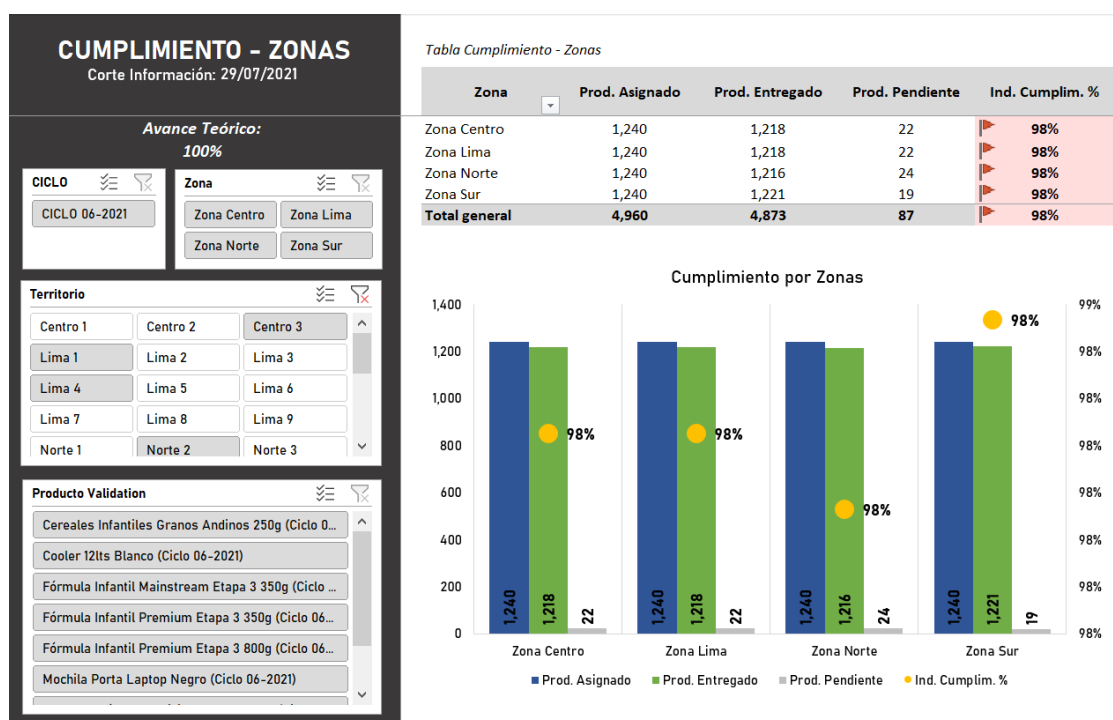 CUMPLIMIENTO - ZONAS
Corte Información: 29/07/2021
Avance Teórico:
100%
CICLO
CICLO 06-2021
Zona
Zona Centro Zona Lima
Zona Norte Zona Sur
Territorio
Centro 1 Centro 2 Centro 3
Lima 1 Lima 2 Lima 3
Lima 4 Lima 5 Lima 6
Lima 7 Lima 8 Lima 9
Norte 1 Norte 2 Norte 3
Producto Validation
Cereales Infantiles Granos Andinos 250g (Ciclo 0...
Cooler 12lts Blanco (Ciclo 06-2021)
Fórmula Infantil Mainstream Etapa 3 350g (Ciclo ...
Fórmula Infantil Premium Etapa 3 350g (Ciclo 06...
Fórmula Infantil Premium Etapa 3 800g (Ciclo 06...
Mochila Porta Laptop Negro (Ciclo 06-2021)
Tabla Cumplimiento - Zonas
Zona Prod. Asignado Prod. Entregado Prod. Pendiente Ind. Cumplim. %
Zona Centro 1,240 1,218 22 98%
Zona Lima 1,240 1,218 22 98%
Zona Norte 1,240 1,216 24 98%
Zona Sur 1,240 1,221 19 98%
Total general 4,960 4,873 87 98%
Cumplimiento por Zonas
1,400 99%
98%
1,200 98%
1,000 98%
800 98%
98% 98%
600 98%
98%
400 98%
200 98%
1,240 1,218 22 1,240 1,218 22 1,240 1,216 24 1,240 1,221 19
0 98%
Zona Centro Zona Lima Zona Norte Zona Sur
Prod. Asignado Prod. Entregado Prod. Pendiente Ind. Cumplim. %